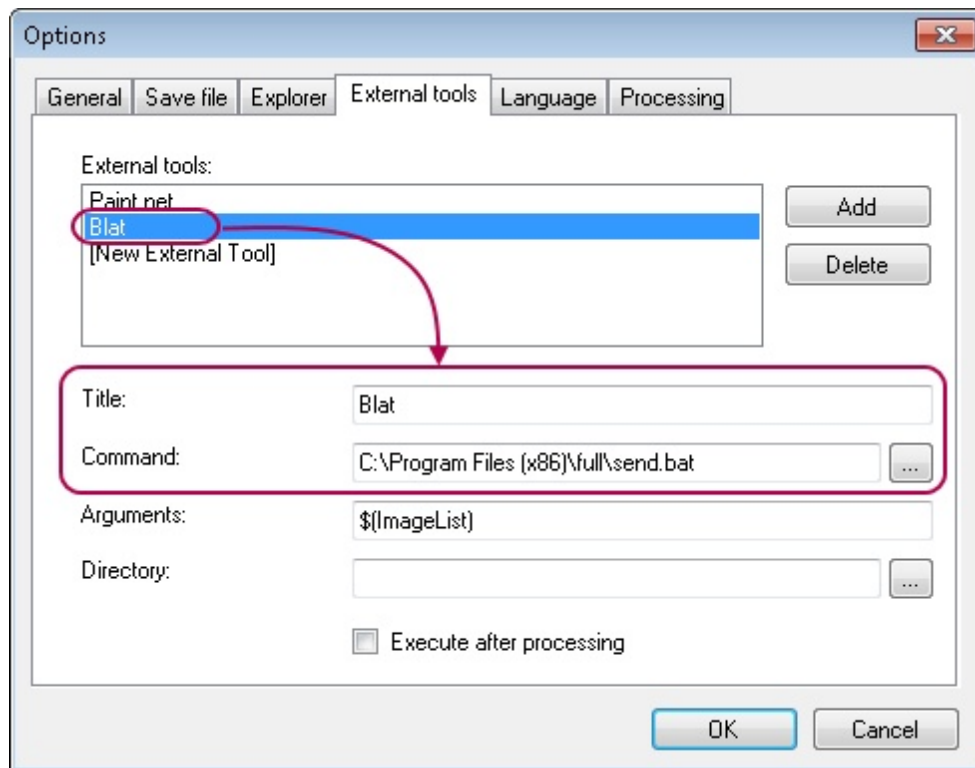 Options
General Save file Explorer External tools Language Processing
External tools:
Paint net
Add
Blat
[New External Tool]
Delete
Title: Blat
Command: C:\Program Files (x86)\full\send.bat ...
Arguments: $(ImageList)
Directory: ...
Execute after processing
OK Cancel